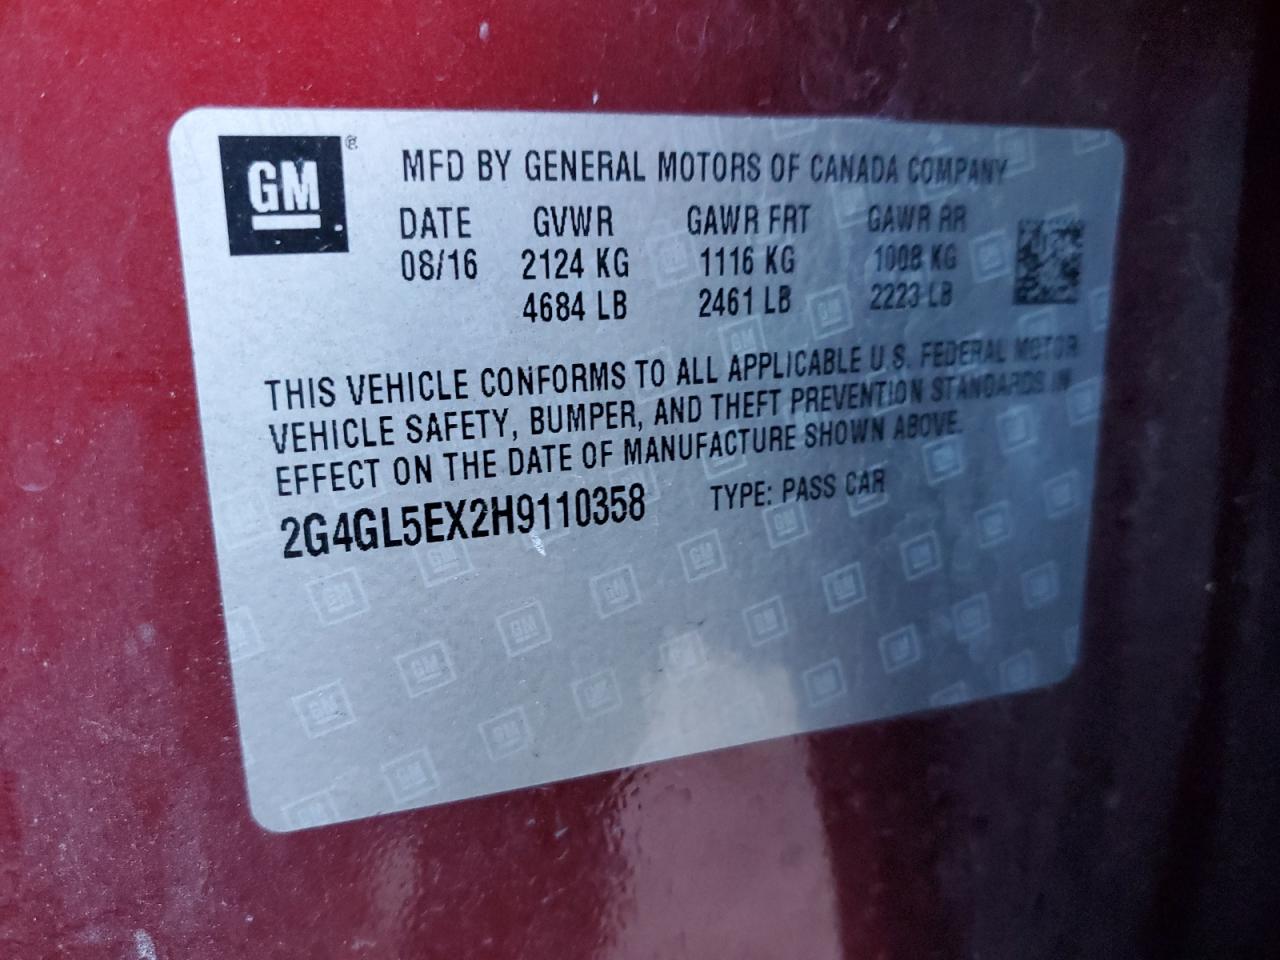 GM ®
MFD BY GENERAL MOTORS OF CANADA COMPANY
DATE GVWR GAWR FRT GAWR RR
08/16 2124 KG 1116 KG 1008 KG
4684 LB 2461 LB 2223 LB
THIS VEHICLE CONFORMS TO ALL APPLICABLE U.S. FEDERAL MOTOR
VEHICLE SAFETY, BUMPER, AND THEFT PREVENTION STANDARDS IN
EFFECT ON THE DATE OF MANUFACTURE SHOWN ABOVE.
2G4GL5EX2H9110358 TYPE: PASS CAR